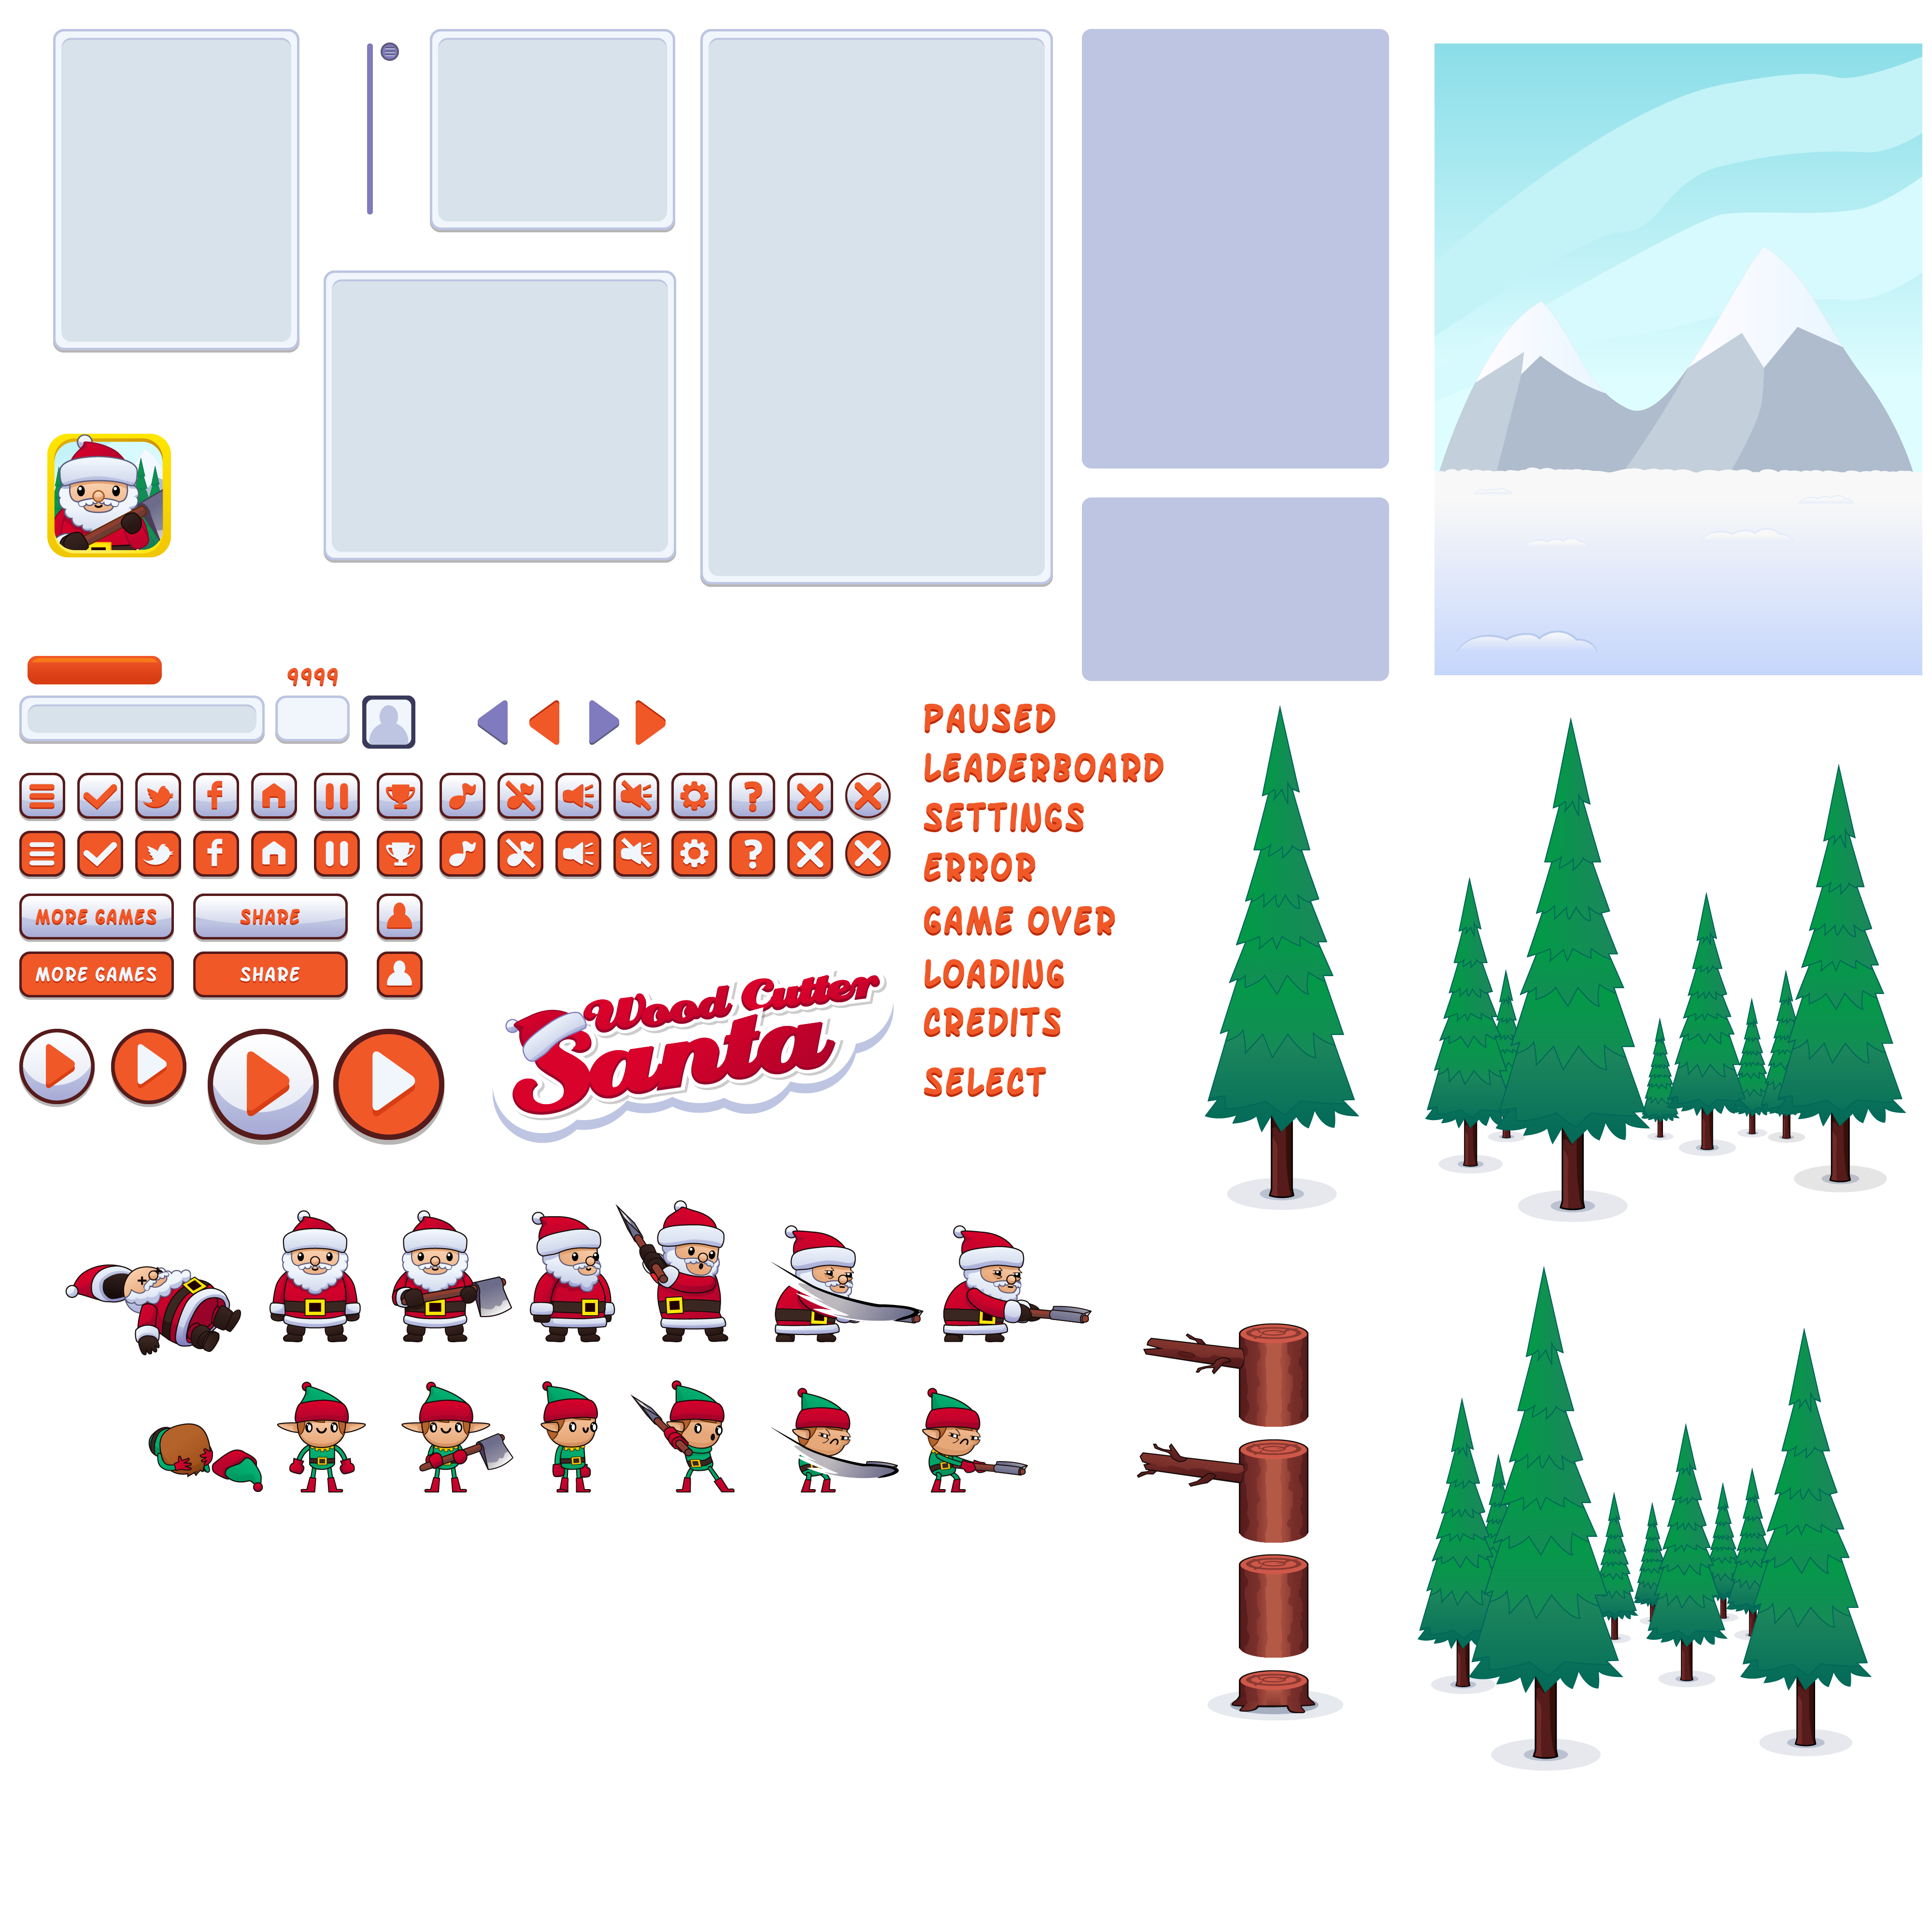 9999
PAUSED
LEADERBOARD
SETTINGS
ERROR
GAME OVER
LOADING
CREDITS
SELECT
MORE GAMES
SHARE
MORE GAMES
SHARE
Wood Cutter
Santa